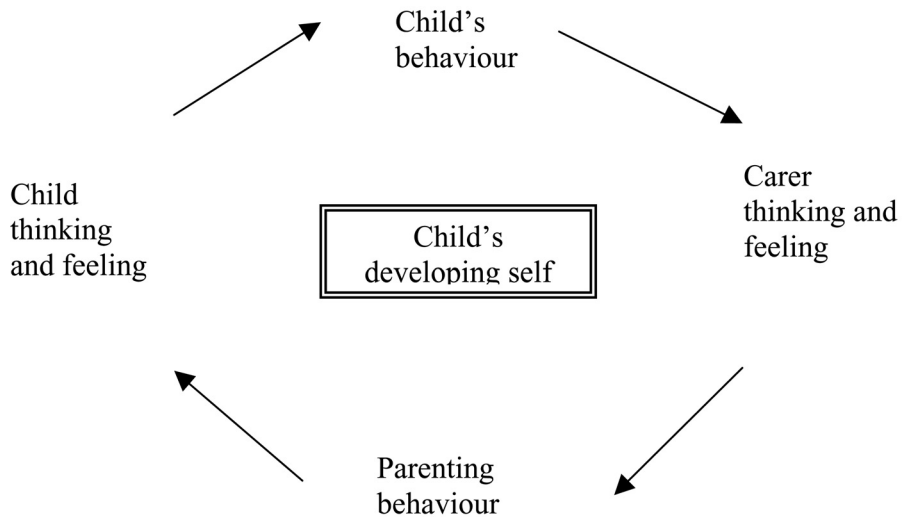 Child’s
behaviour
Child
thinking
and feeling
Carer
thinking and
feeling
Child’s
developing self
Parenting
behaviour